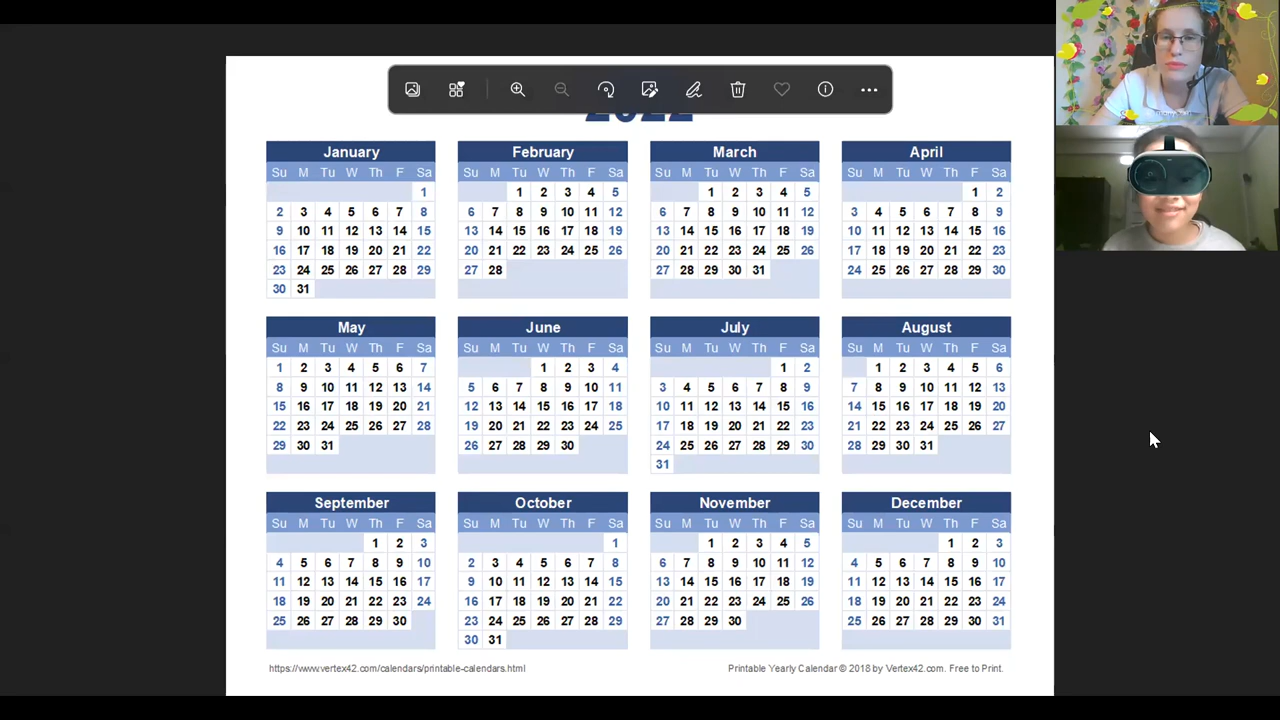 2022
January
Su M Tu W Th F Sa
1
2 3 4 5 6 7 8
9 10 11 12 13 14 15
16 17 18 19 20 21 22
23 24 25 26 27 28 29
30 31
February
Su M Tu W Th F Sa
1 2 3 4 5
6 7 8 9 10 11 12
13 14 15 16 17 18 19
20 21 22 23 24 25 26
27 28
March
Su M Tu W Th F Sa
1 2 3 4 5
6 7 8 9 10 11 12
13 14 15 16 17 18 19
20 21 22 23 24 25 26
27 28 29 30 31
April
Su M Tu W Th F Sa
1 2
3 4 5 6 7 8 9
10 11 12 13 14 15 16
17 18 19 20 21 22 23
24 25 26 27 28 29 30
May
Su M Tu W Th F Sa
1 2 3 4 5 6 7
8 9 10 11 12 13 14
15 16 17 18 19 20 21
22 23 24 25 26 27 28
29 30 31
June
Su M Tu W Th F Sa
1 2 3 4
5 6 7 8 9 10 11
12 13 14 15 16 17 18
19 20 21 22 23 24 25
26 27 28 29 30
July
Su M Tu W Th F Sa
1 2
3 4 5 6 7 8 9
10 11 12 13 14 15 16
17 18 19 20 21 22 23
24 25 26 27 28 29 30
31
August
Su M Tu W Th F Sa
1 2 3 4 5 6
7 8 9 10 11 12 13
14 15 16 17 18 19 20
21 22 23 24 25 26 27
28 29 30 31
September
Su M Tu W Th F Sa
1 2 3
4 5 6 7 8 9 10
11 12 13 14 15 16 17
18 19 20 21 22 23 24
25 26 27 28 29 30
October
Su M Tu W Th F Sa
1
2 3 4 5 6 7 8
9 10 11 12 13 14 15
16 17 18 19 20 21 22
23 24 25 26 27 28 29
30 31
November
Su M Tu W Th F Sa
1 2 3 4 5
6 7 8 9 10 11 12
13 14 15 16 17 18 19
20 21 22 23 24 25 26
27 28 29 30
December
Su M Tu W Th F Sa
1 2 3
4 5 6 7 8 9 10
11 12 13 14 15 16 17
18 19 20 21 22 23 24
25 26 27 28 29 30 31
https://www.vertex42.com/calendars/printable-calendars.html
Printable Yearly Calendar © 2018 by Vertex42.com. Free to Print.